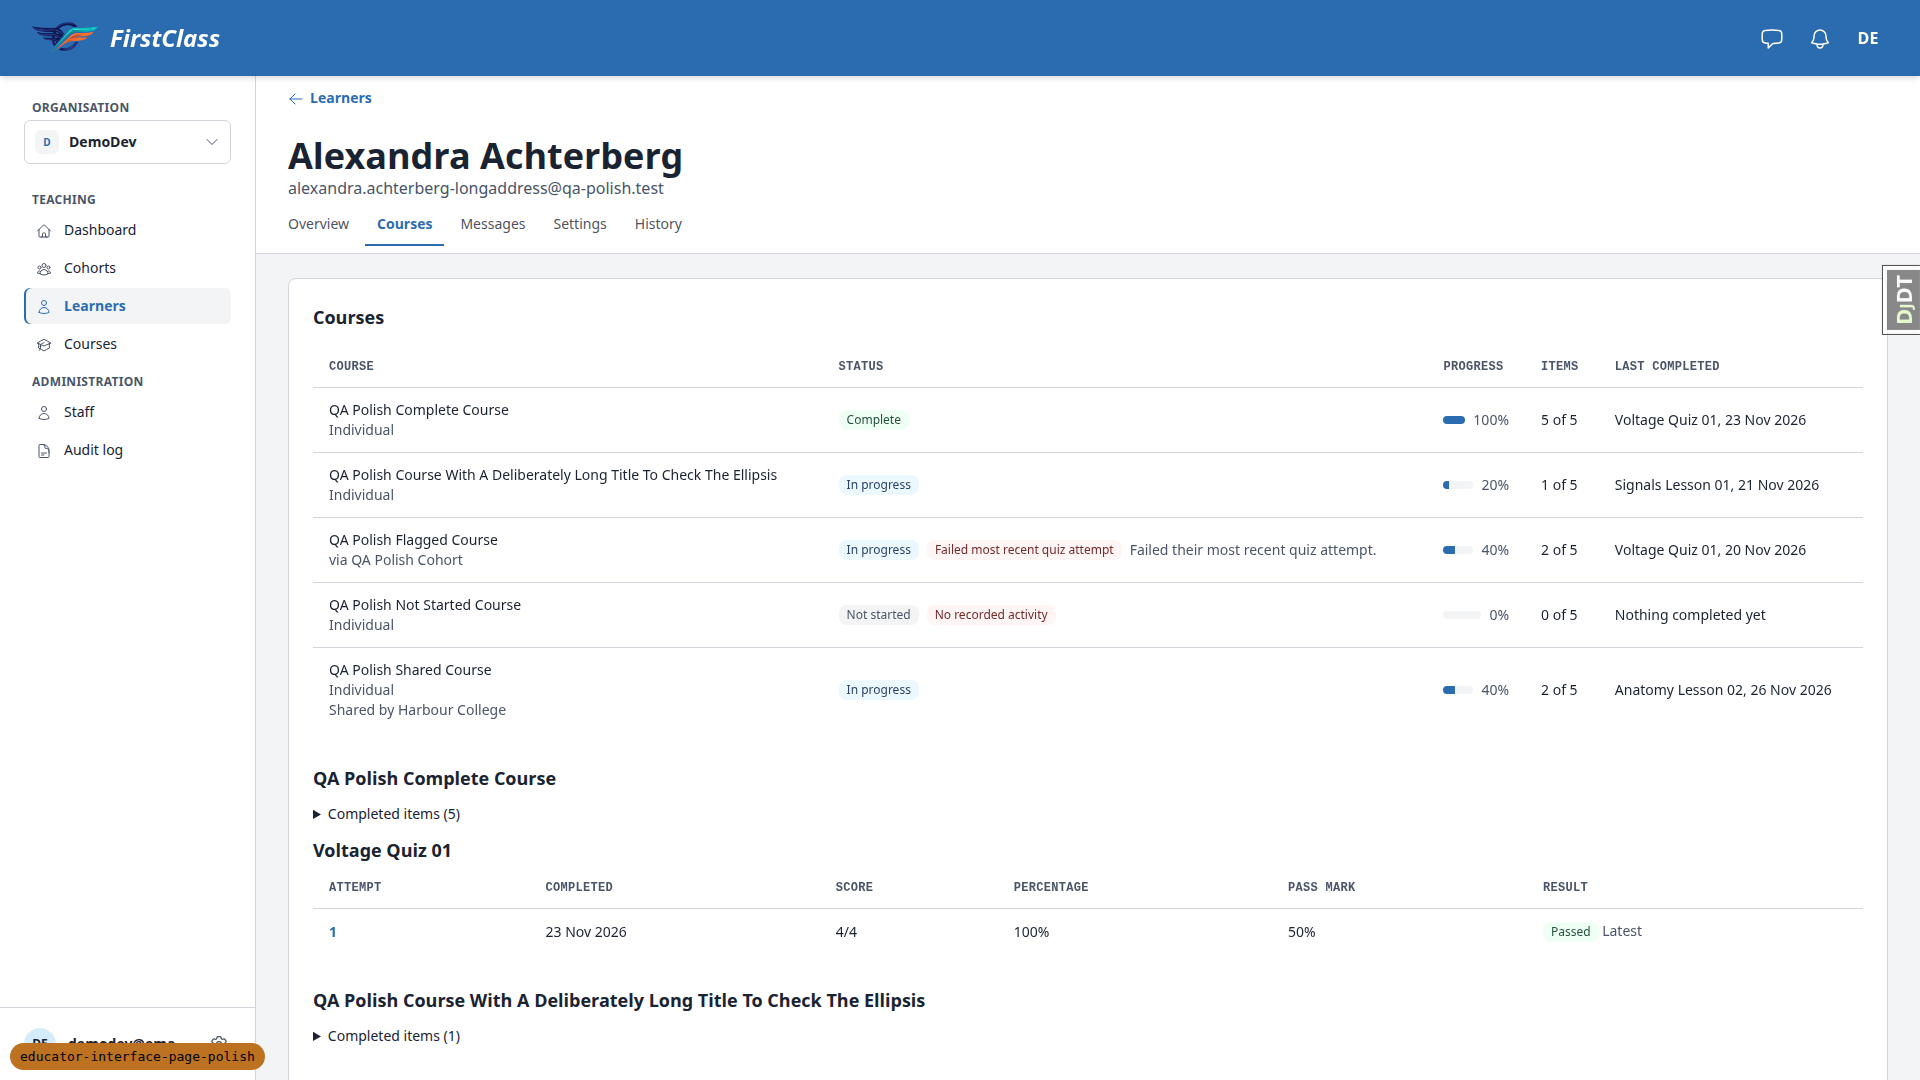 FirstClass
DE
ORGANISATION
D DemoDev
TEACHING
Dashboard
Cohorts
Learners
Courses
ADMINISTRATION
Staff
Audit log
educator-interface-page-polish
Learners
Alexandra Achterberg
alexandra.achterberg-longaddress@qa-polish.test
Overview Courses Messages Settings History
DjDT
Courses
COURSE STATUS PROGRESS ITEMS LAST COMPLETED
QA Polish Complete Course
Individual
Complete 100% 5 of 5 Voltage Quiz 01, 23 Nov 2026
QA Polish Course With A Deliberately Long Title To Check The Ellipsis
Individual
In progress 20% 1 of 5 Signals Lesson 01, 21 Nov 2026
QA Polish Flagged Course
via QA Polish Cohort
In progress Failed most recent quiz attempt Failed their most recent quiz attempt. 40% 2 of 5 Voltage Quiz 01, 20 Nov 2026
QA Polish Not Started Course
Individual
Not started No recorded activity 0% 0 of 5 Nothing completed yet
QA Polish Shared Course
Individual
Shared by Harbour College
In progress 40% 2 of 5 Anatomy Lesson 02, 26 Nov 2026
QA Polish Complete Course
Completed items (5)
Voltage Quiz 01
ATTEMPT COMPLETED SCORE PERCENTAGE PASS MARK RESULT
1 23 Nov 2026 4/4 100% 50% Passed Latest
QA Polish Course With A Deliberately Long Title To Check The Ellipsis
Completed items (1)